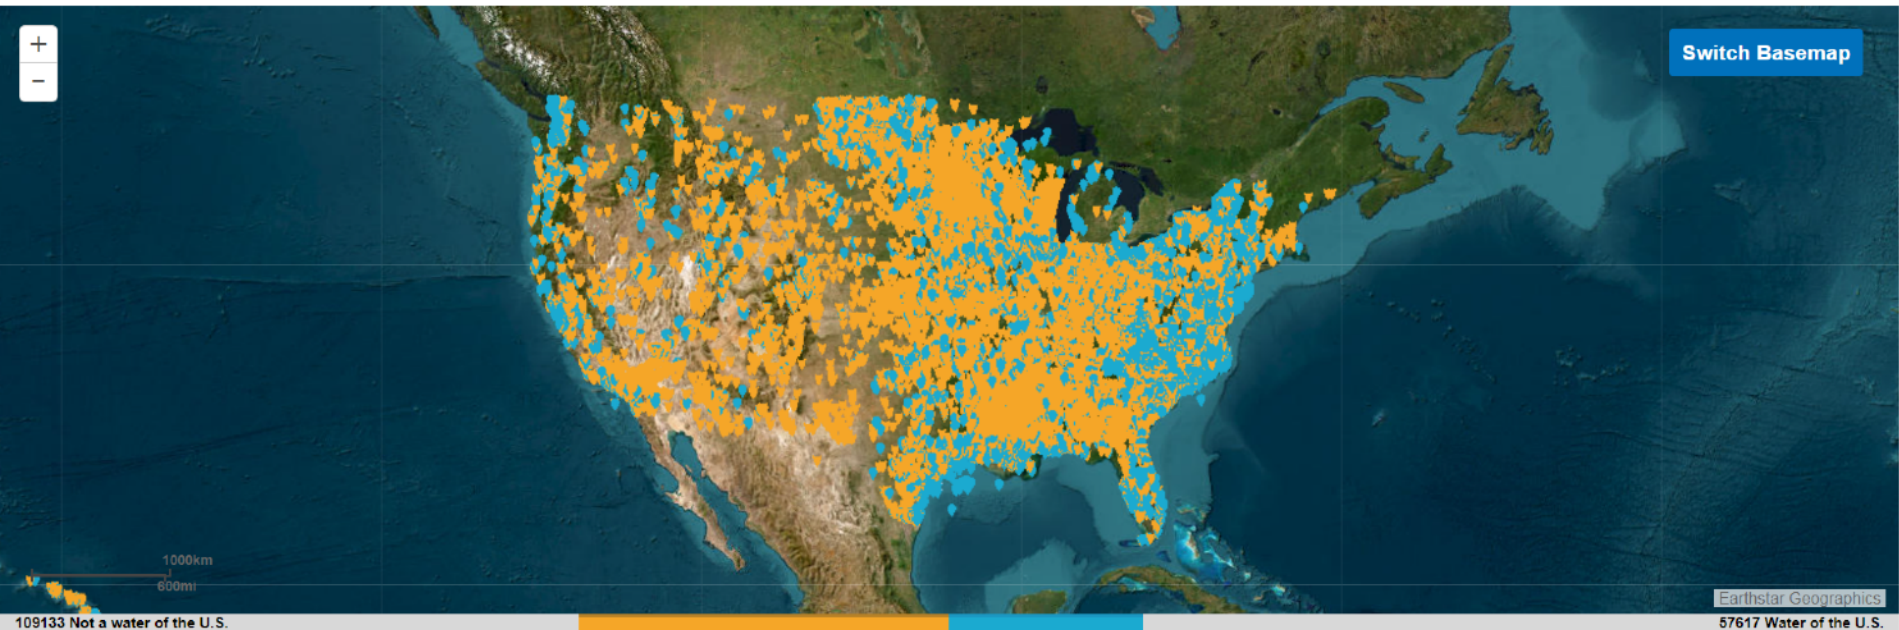 +
Switch Basemap
−
1000km
600mi
Earthstar Geographics
109133 Not a water of the U.S.
57617 Water of the U.S.